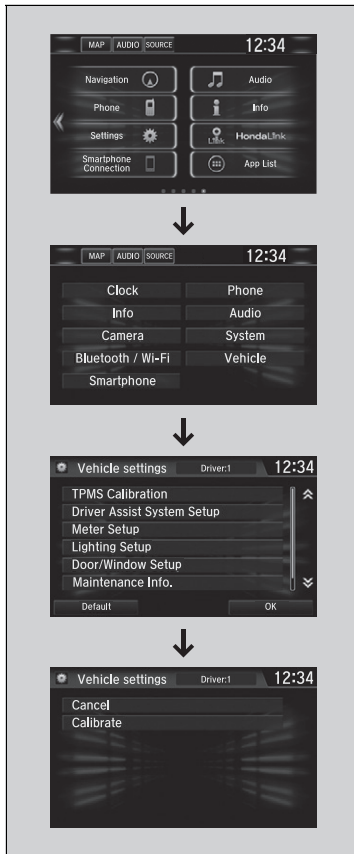 MAP AUDIO SOURCE 12:34
Navigation Audio
Phone Info
Settings Link HondaLink
Smartphone
Connection App List
MAP AUDIO SOURCE 12:34
Clock Phone
Info Audio
Camera System
Bluetooth / Wi-Fi Vehicle
Smartphone
Vehicle settings Driver:1 12:34
TPMS Calibration
Driver Assist System Setup
Meter Setup
Lighting Setup
Door/Window Setup
Maintenance Info.
Default OK
Vehicle settings Driver:1 12:34
Cancel
Calibrate